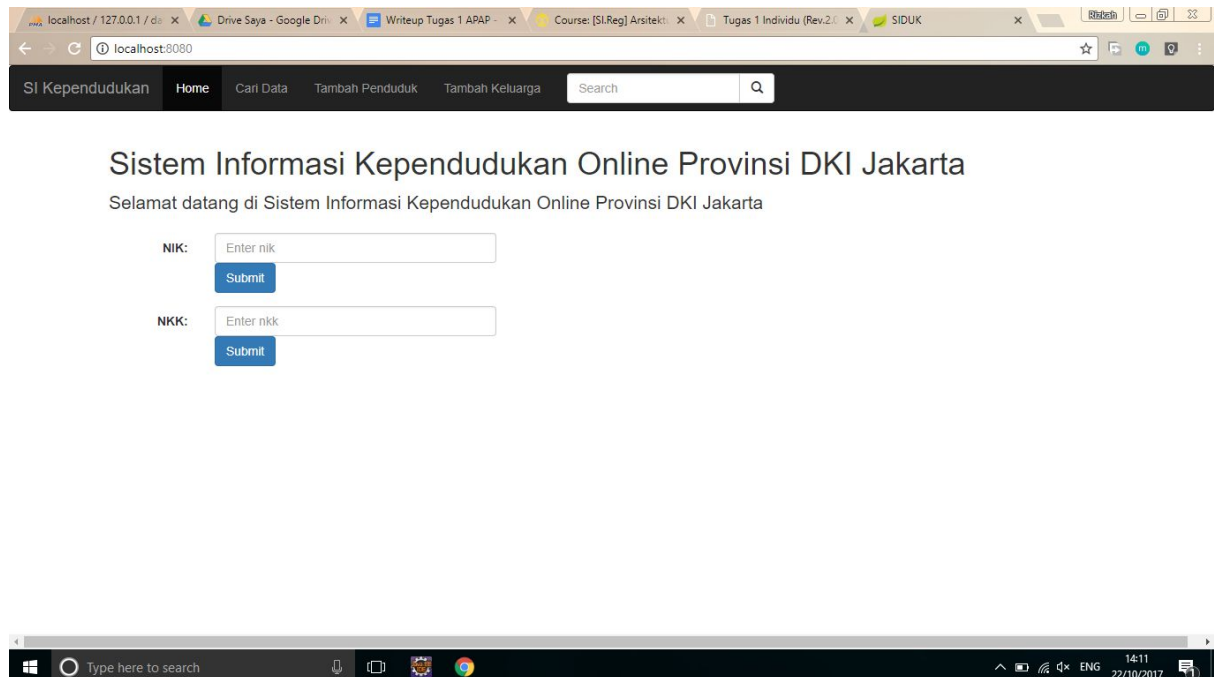 localhost / 127.0.0.1 / da
Drive Saya - Google Driv
Writeup Tugas 1 APAP -
Course: [SI.Reg] Arsitekt
Tugas 1 Individu (Rev.2.0
SIDUK
Riskah
localhost:8080
SI Kependudukan Home Cari Data Tambah Penduduk Tambah Keluarga Search
Sistem Informasi Kependudukan Online Provinsi DKI Jakarta
Selamat datang di Sistem Informasi Kependudukan Online Provinsi DKI Jakarta
NIK: Enter nik
Submit
NKK: Enter nkk
Submit
Type here to search
ENG
14:11
22/10/2017